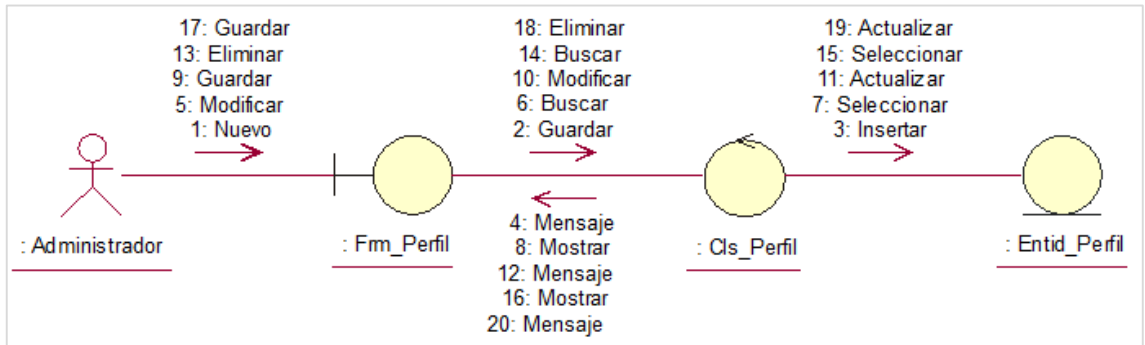 17: Guardar
13: Eliminar
9: Guardar
5: Modificar
1: Nuevo
18: Eliminar
14: Buscar
10: Modificar
6: Buscar
2: Guardar
19: Actualizar
15: Seleccionar
11: Actualizar
7: Seleccionar
3: Insertar
4: Mensaje
8: Mostrar
12: Mensaje
16: Mostrar
20: Mensaje
: Administrador
: Frm_Perfil
: Cls_Perfil
: Entid_Perfil